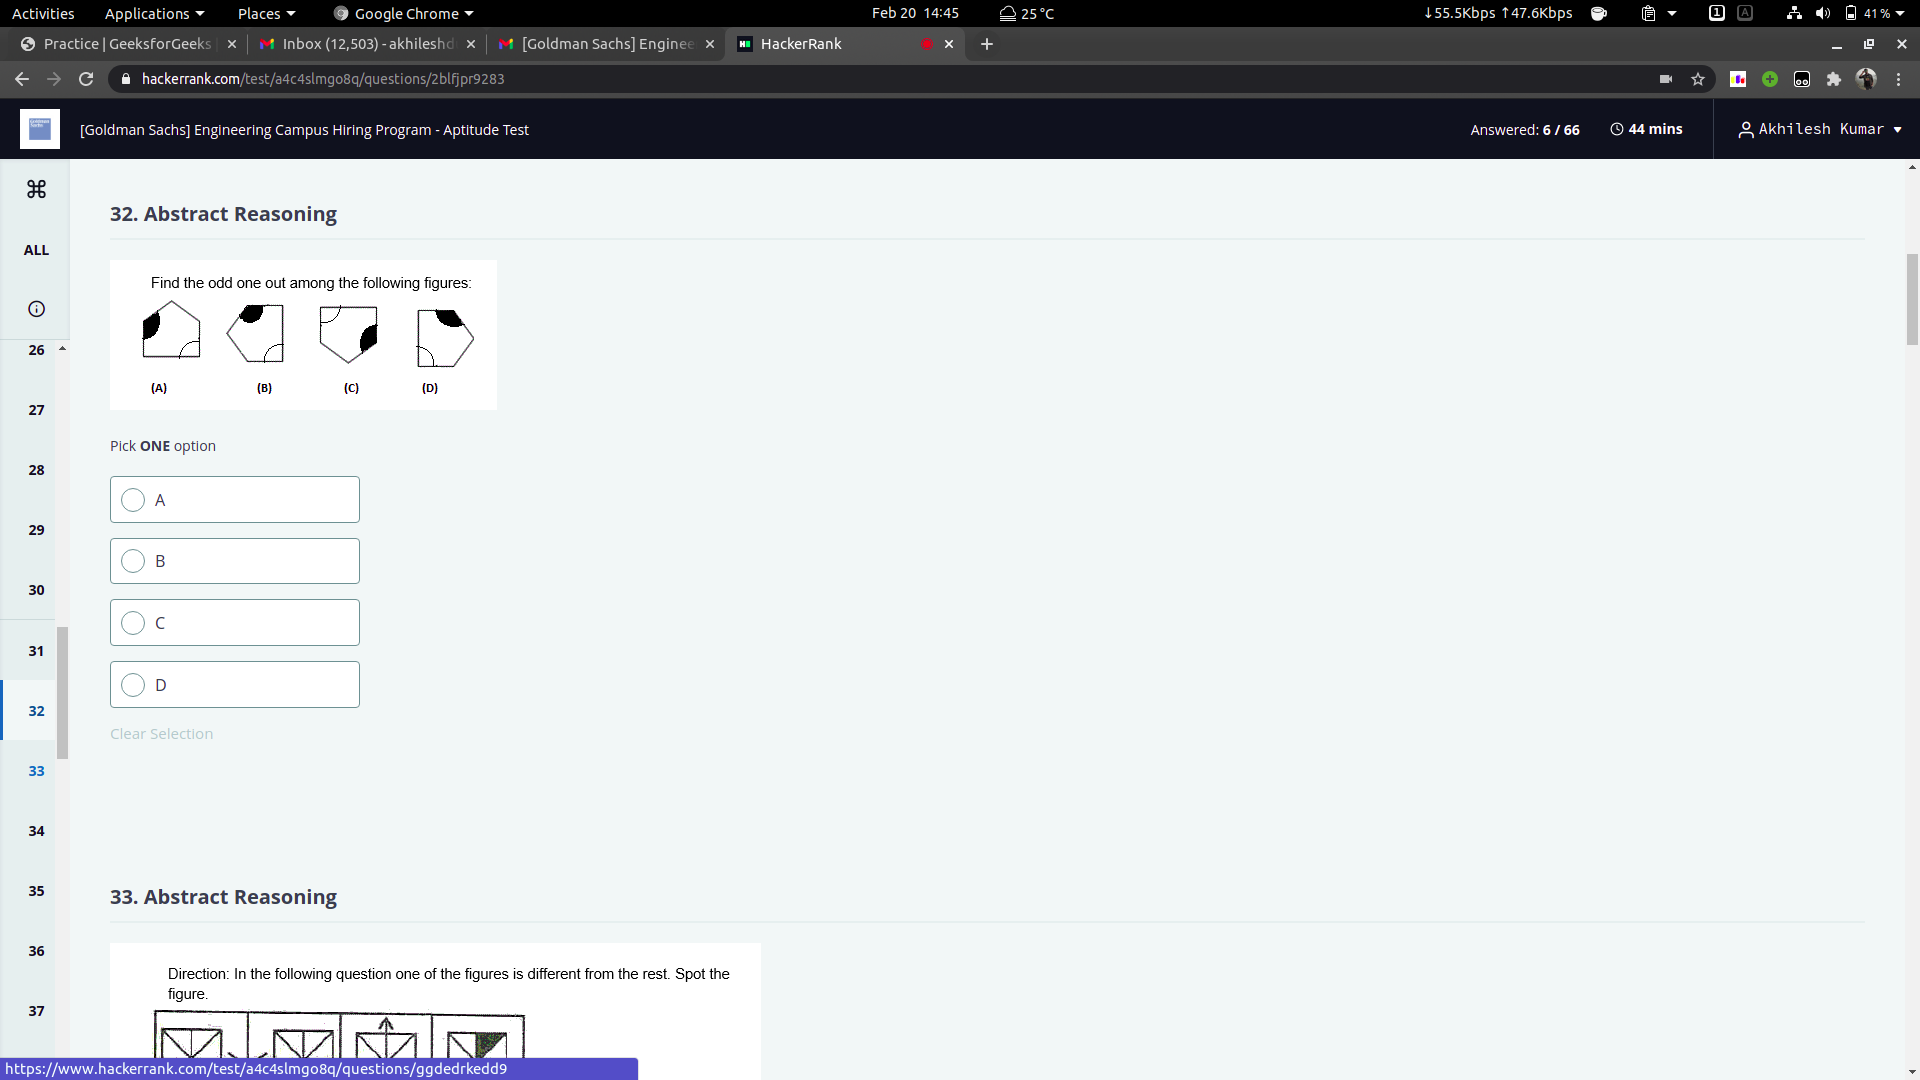 Activities Applications Places Google Chrome Feb 20 14:45 25 °C ↓55.5Kbps ↑47.6Kbps 1 A 41 %
Practice | GeeksforGeeks Inbox (12,503) - akhileshd [Goldman Sachs] Enginee HackerRank
hackerrank.com/test/a4c4slmgo8q/questions/2blfjpr9283
[Goldman Sachs] Engineering Campus Hiring Program - Aptitude Test Answered: 6 / 66 44 mins Akhilesh Kumar
ALL
26
27
28
29
30
31
32
33
34
35
36
37
32. Abstract Reasoning
Find the odd one out among the following figures:
(A) (B) (C) (D)
Pick ONE option
A
B
C
D
Clear Selection
33. Abstract Reasoning
Direction: In the following question one of the figures is different from the rest. Spot the
figure.
https://www.hackerrank.com/test/a4c4slmgo8q/questions/ggdedrkedd9